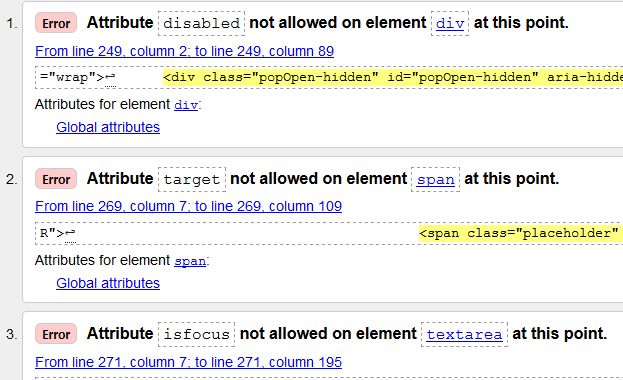 1. Error Attribute disabled not allowed on element div at this point.
From line 249, column 2; to line 249, column 89
="wrap">↩ <div class="popOpen-hidden" id="popOpen-hidden" aria-hidde
Attributes for element div:
Global attributes
2. Error Attribute target not allowed on element span at this point.
From line 269, column 7; to line 269, column 109
R">↩ <span class="placeholder"
Attributes for element span:
Global attributes
3. Error Attribute isfocus not allowed on element textarea at this point.
From line 271, column 7; to line 271, column 195